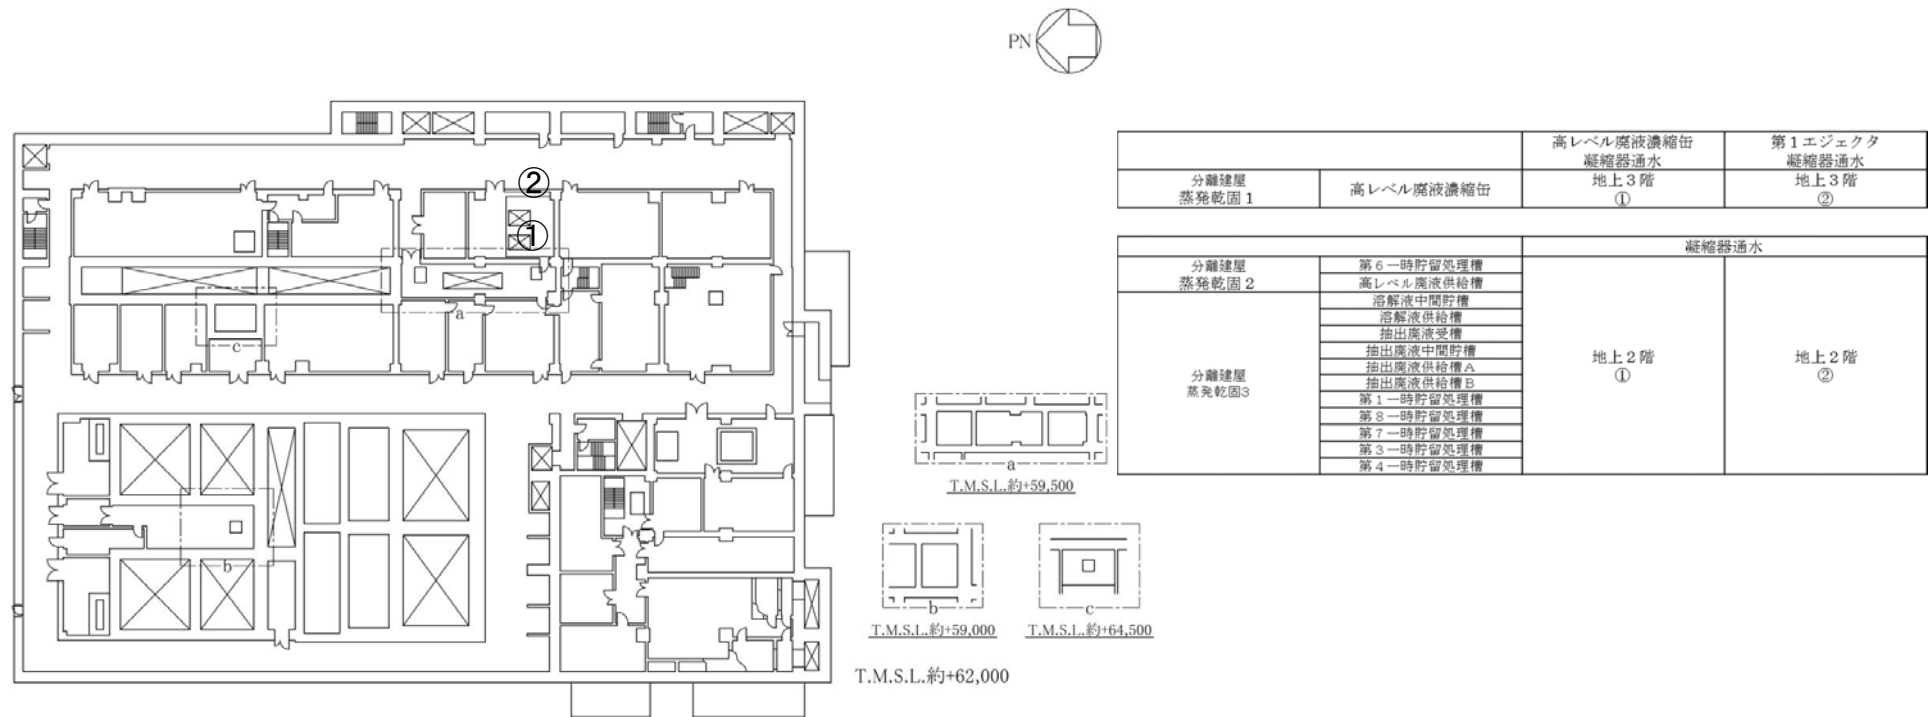 PN
②
①
a
c
b
a
T.M.S.L.約+59,500
b
T.M.S.L.約+59,000
c
T.M.S.L.約+64,500
T.M.S.L.約+62,000
高レベル廃液濃縮缶
凝縮器通水
第1エジェクタ
凝縮器通水
分離建屋
蒸発乾固1
高レベル廃液濃縮缶
地上3階
①
地上3階
②
凝縮器通水
分離建屋
蒸発乾固2
第6一時貯留処理槽
高レベル廃液供給槽
分離建屋
蒸発乾固3
溶解液中間貯槽
溶解液供給槽
抽出廃液受槽
抽出廃液中間貯槽
抽出廃液供給槽A
抽出廃液供給槽B
第1一時貯留処理槽
第8一時貯留処理槽
第7一時貯留処理槽
第3一時貯留処理槽
第4一時貯留処理槽
地上2階
①
地上2階
②